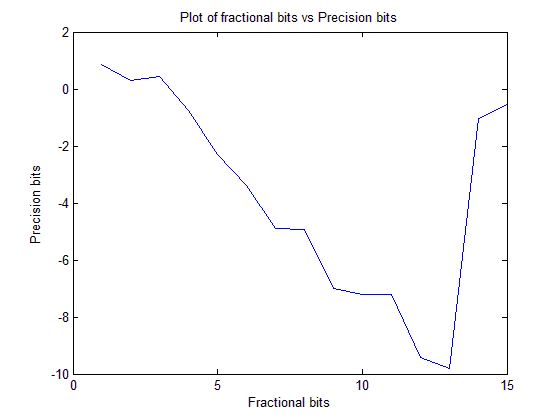 Plot of fractional bits vs Precision bits
2
0
-2
-4
-6
-8
-10
Precision bits
0 5 10 15
Fractional bits